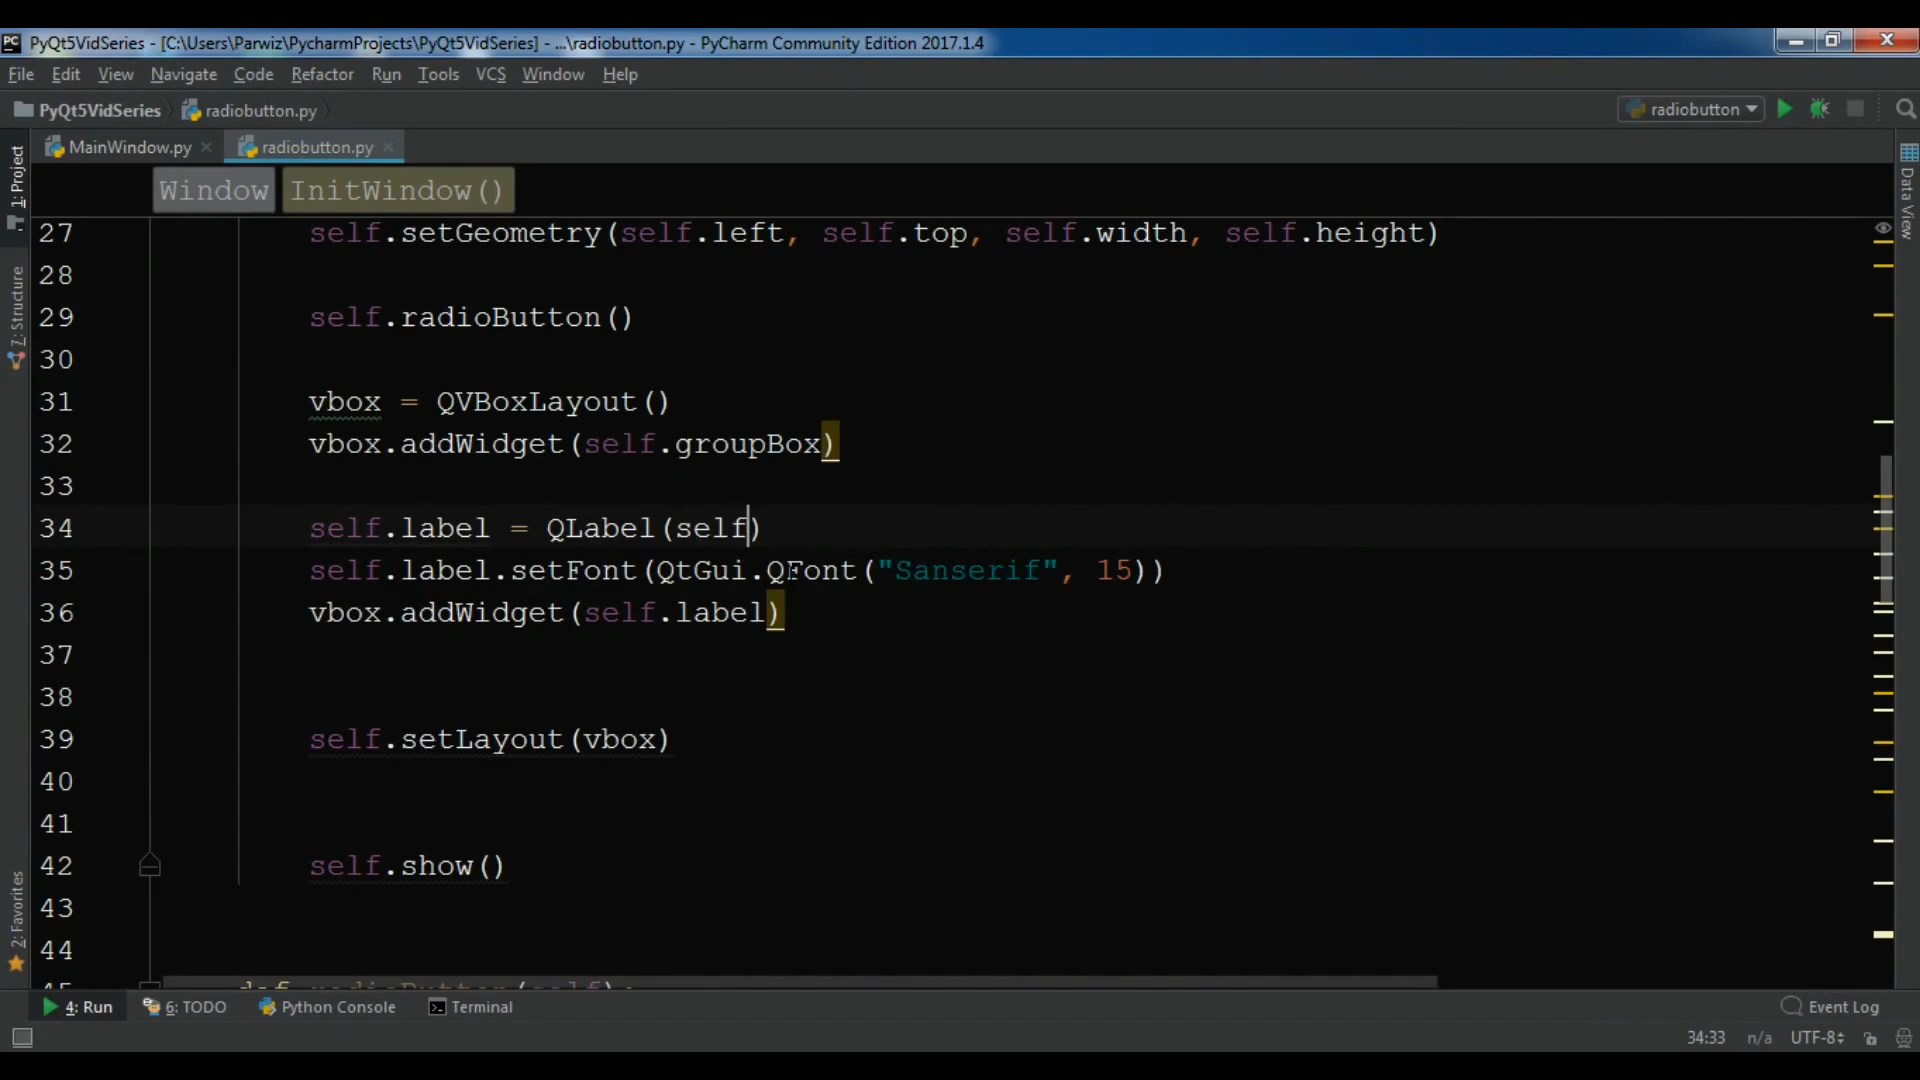 PC PyQt5VidSeries - [C:\Users\Parwiz\PycharmProjects\PyQt5VidSeries] - ...\radiobutton.py - PyCharm Community Edition 2017.1.4
File Edit View Navigate Code Refactor Run Tools VCS Window Help
PyQt5VidSeries radiobutton.py radiobutton
MainWindow.py radiobutton.py
1: Project
7: Structure
2: Favorites
Data View
Window InitWindow()
27 self.setGeometry(self.left, self.top, self.width, self.height)
28
29 self.radioButton()
30
31 vbox = QVBoxLayout()
32 vbox.addWidget(self.groupBox)
33
34 self.label = QLabel(self)
35 self.label.setFont(QtGui.QFont("Sanserif", 15))
36 vbox.addWidget(self.label)
37
38
39 self.setLayout(vbox)
40
41
42 self.show()
43
44
4: Run 6: TODO Python Console Terminal Event Log
34:33 n/a UTF-8